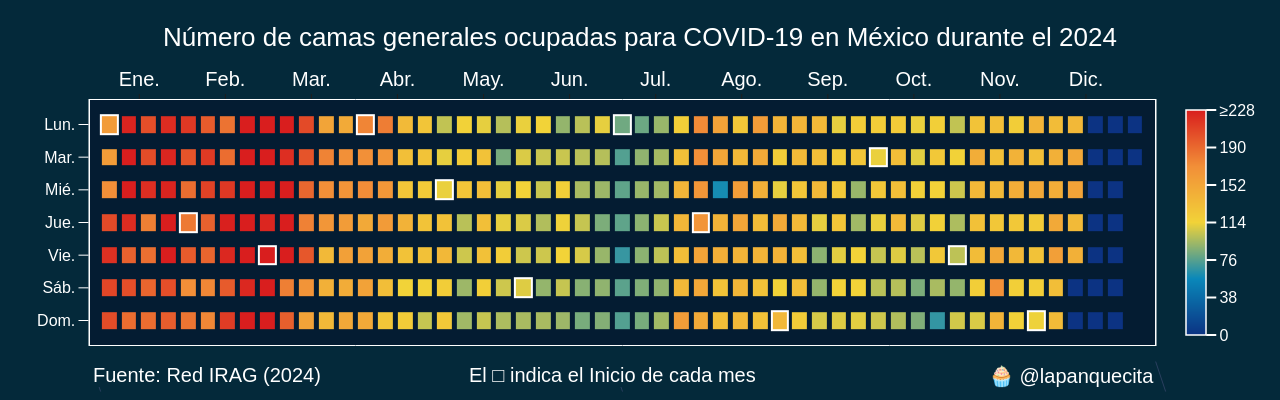 Número de camas generales ocupadas para COVID-19 en México durante el 2024
Ene. Feb. Mar. Abr. May. Jun. Jul. Ago. Sep. Oct. Nov. Dic.
Lun.
Mar.
Mié.
Jue.
Vie.
Sáb.
Dom.
≥228
190
152
114
76
38
0
Fuente: Red IRAG (2024) El □ indica el Inicio de cada mes 🧁 @lapanquecita